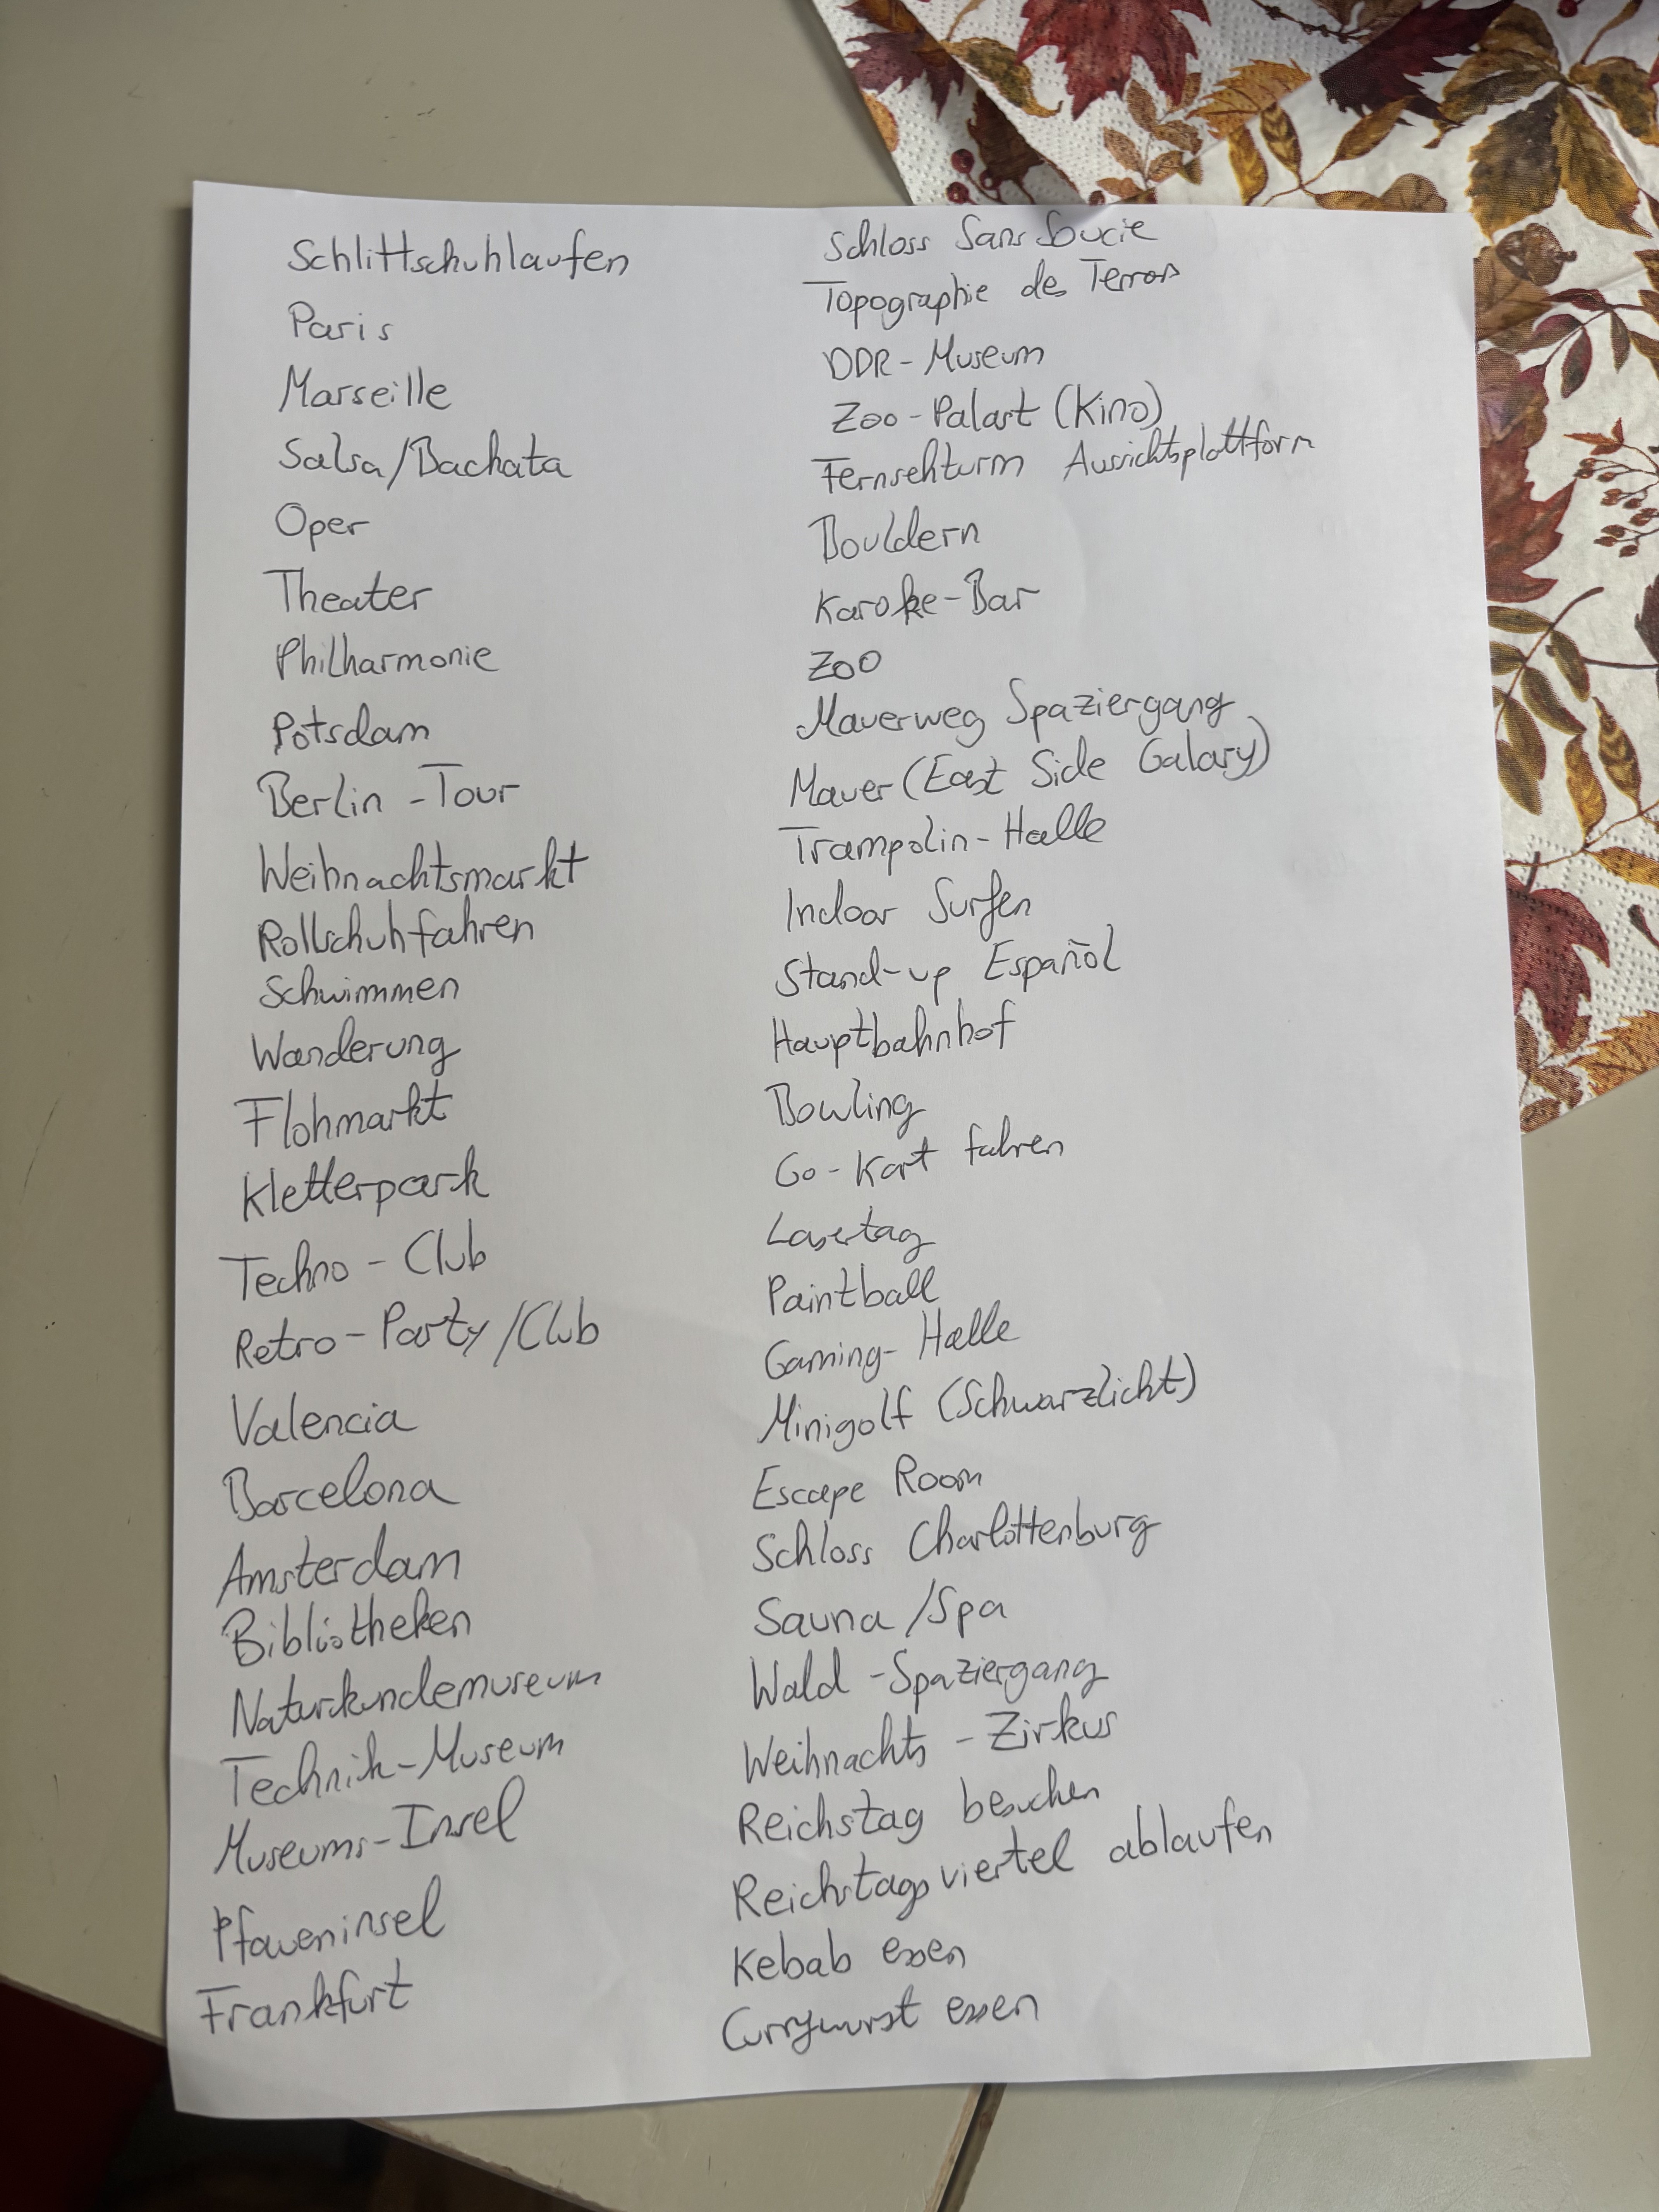 Schlittschuhlaufen
Paris
Marseille
Salsa/Bachata
Oper
Theater
Philharmonie
Potsdam
Berlin - Tour
Weihnachtsmarkt
Rollschuhfahren
Schwimmen
Wanderung
Flohmarkt
Kletterpark
Techno - Club
Retro - Party/Club
Valencia
Barcelona
Amsterdam
Bibliotheken
Naturkundemuseum
Technik-Museum
Museums-Insel
Pfaueninsel
Frankfurt
Schloss Sans Soucie
Topographie des Terrors
DDR - Museum
Zoo - Palast (Kino)
Fernsehturm Aussichtsplattform
Bouldern
Karoke-Bar
Zoo
Mauerweg Spaziergang
Mauer (East Side Galary)
Trampolin-Halle
Indoor Surfen
Stand-up Español
Hauptbahnhof
Bowling
Go-Kart fahren
Lasertag
Paintball
Gaming-Halle
Minigolf (Schwarzlicht)
Escape Room
Schloss Charlottenburg
Sauna/Spa
Wald - Spaziergang
Weihnachts - Zirkus
Reichstag besuchen
Reichstagsviertel ablaufen
Kebab essen
Currywurst essen